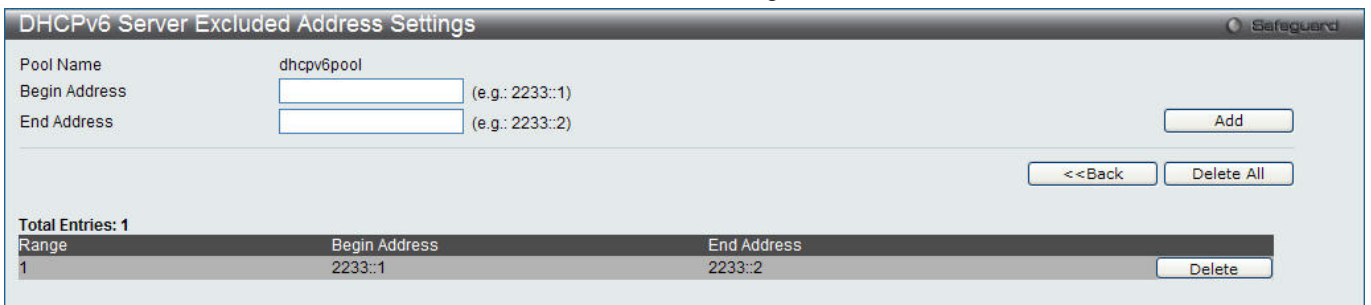 DHCPv6 Server Excluded Address Settings Safeguard
Pool Name dhcpv6pool
Begin Address (e.g.: 2233::1)
End Address (e.g.: 2233::2) Add
<<Back Delete All
Total Entries: 1
Range Begin Address End Address
1 2233::1 2233::2 Delete